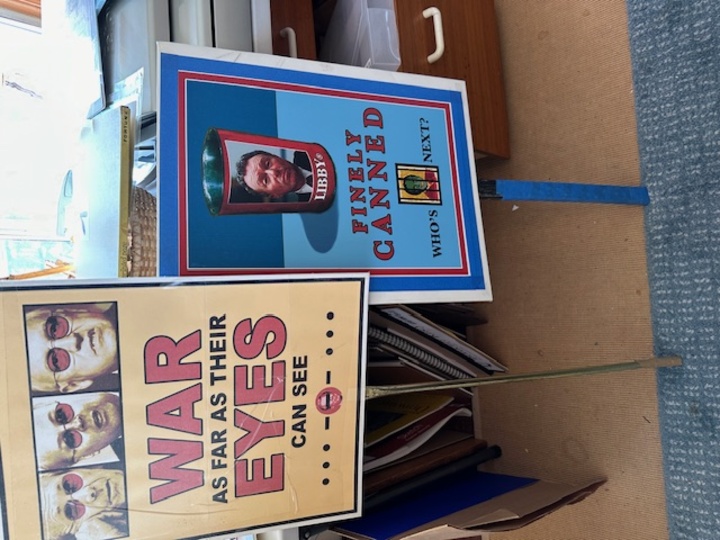 LIBBY®
FINELY
CANNED
WHO'S NEXT?
WAR
AS FAR AS THEIR
EYES
CAN SEE